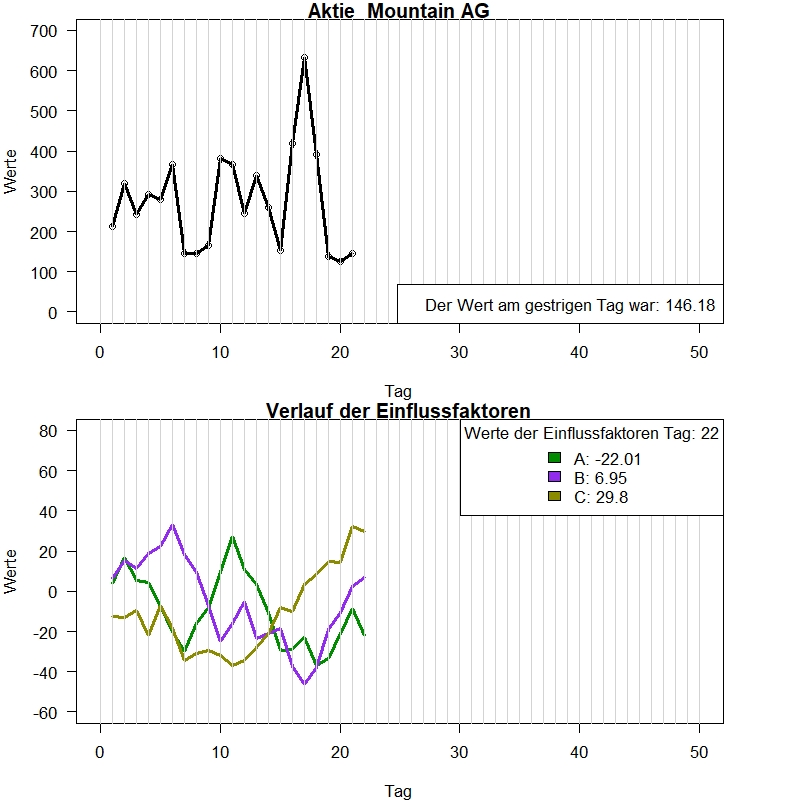 Aktie  Mountain AG
Werte
700
600
500
400
300
200
100
0
Der Wert am gestrigen Tag war: 146.18
0 10 20 30 40 50
Tag
Verlauf der Einflussfaktoren
Werte
80
60
40
20
0
-20
-40
-60
Werte der Einflussfaktoren Tag: 22
A: -22.01
B: 6.95
C: 29.8
0 10 20 30 40 50
Tag